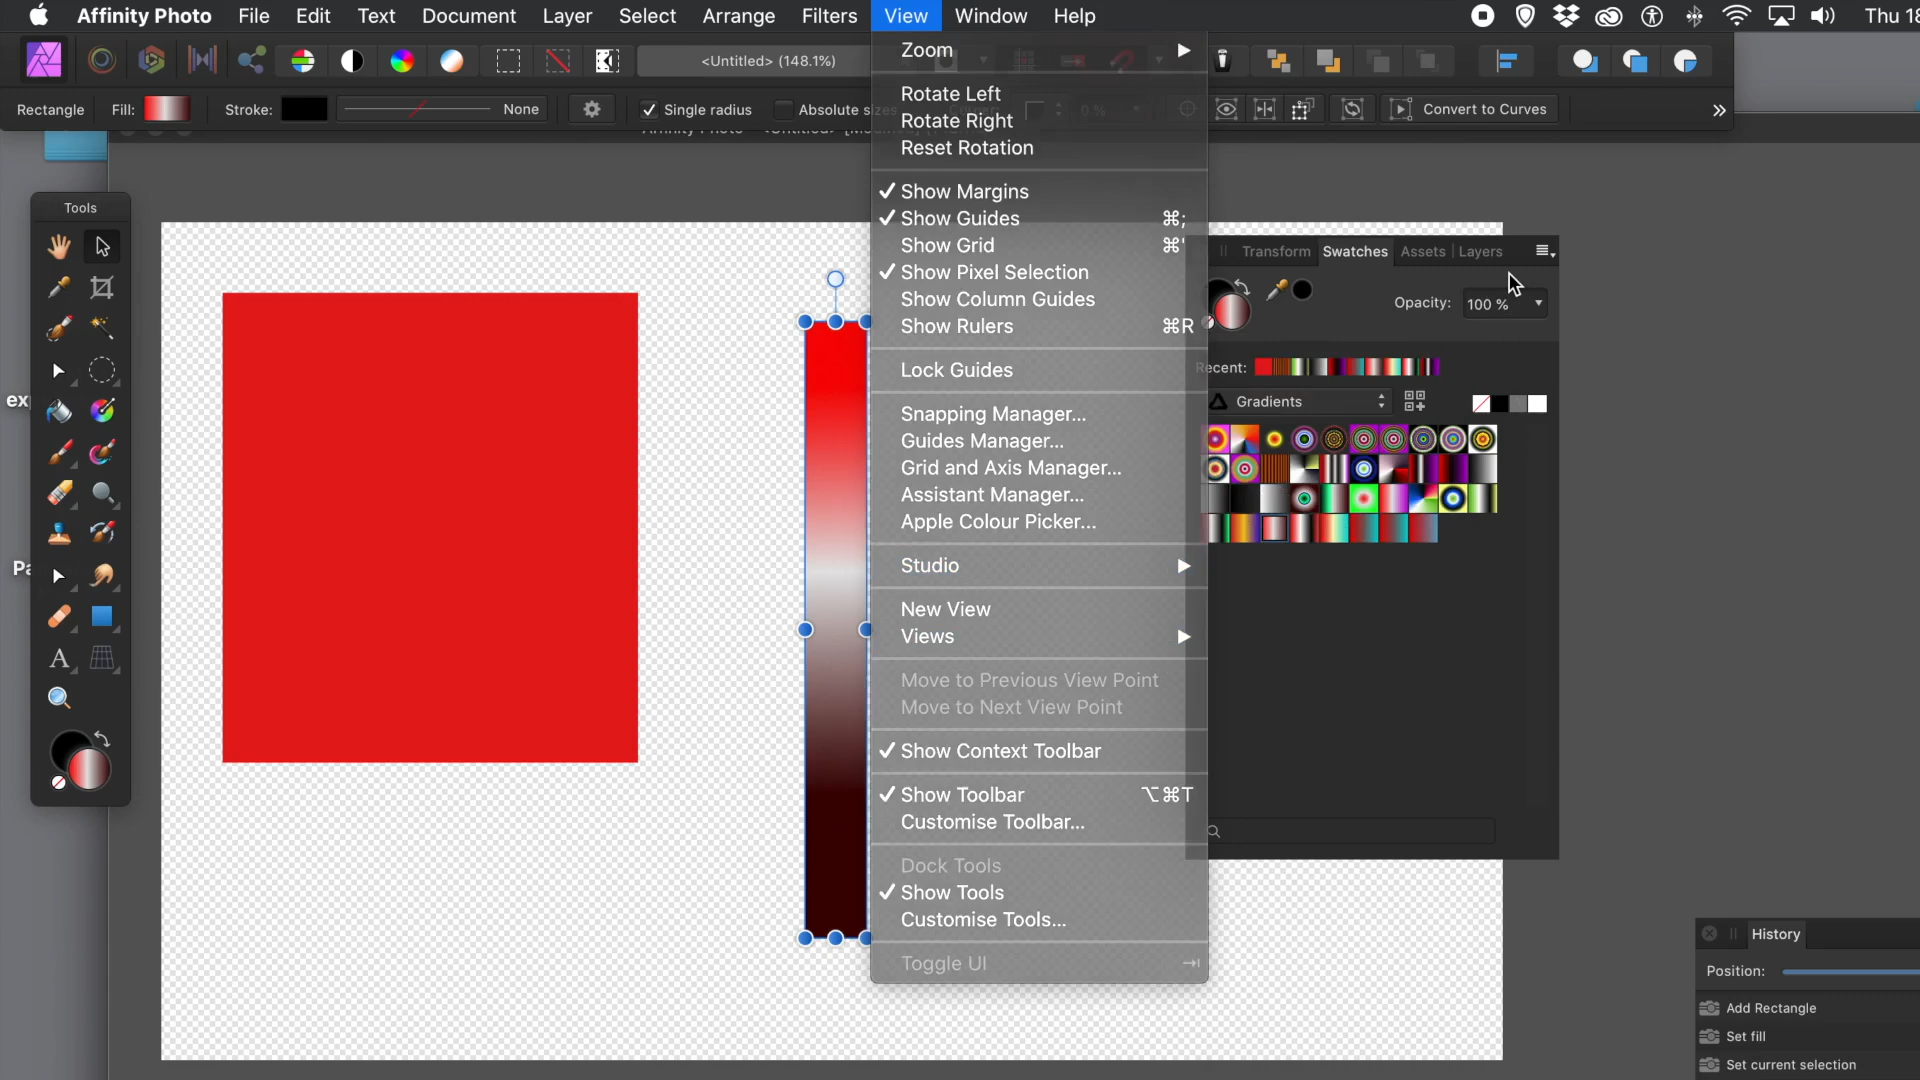 Affinity Photo File Edit Text Document Layer Select Arrange Filters View Window Help Thu 18
<Untitled> (148.1%)
Rectangle Fill: Stroke: None Single radius Absolute sizes 0 % Convert to Curves
Tools
Zoom
Rotate Left
Rotate Right
Reset Rotation
Show Margins
Show Guides ⌘;
Show Grid ⌘'
Show Pixel Selection
Show Column Guides
Show Rulers ⌘R
Lock Guides
Snapping Manager...
Guides Manager...
Grid and Axis Manager...
Assistant Manager...
Apple Colour Picker...
Studio
New View
Views
Move to Previous View Point
Move to Next View Point
Show Context Toolbar
Show Toolbar ⌥⌘T
Customise Toolbar...
Dock Tools
Show Tools
Customise Tools...
Toggle UI
Transform Swatches Assets Layers
Opacity: 100 %
Recent:
Gradients
History
Position:
Add Rectangle
Set fill
Set current selection